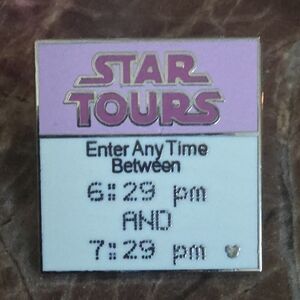 STAR
TOURS
Enter Any Time
Between
6:29 pm
AND
7:29 pm